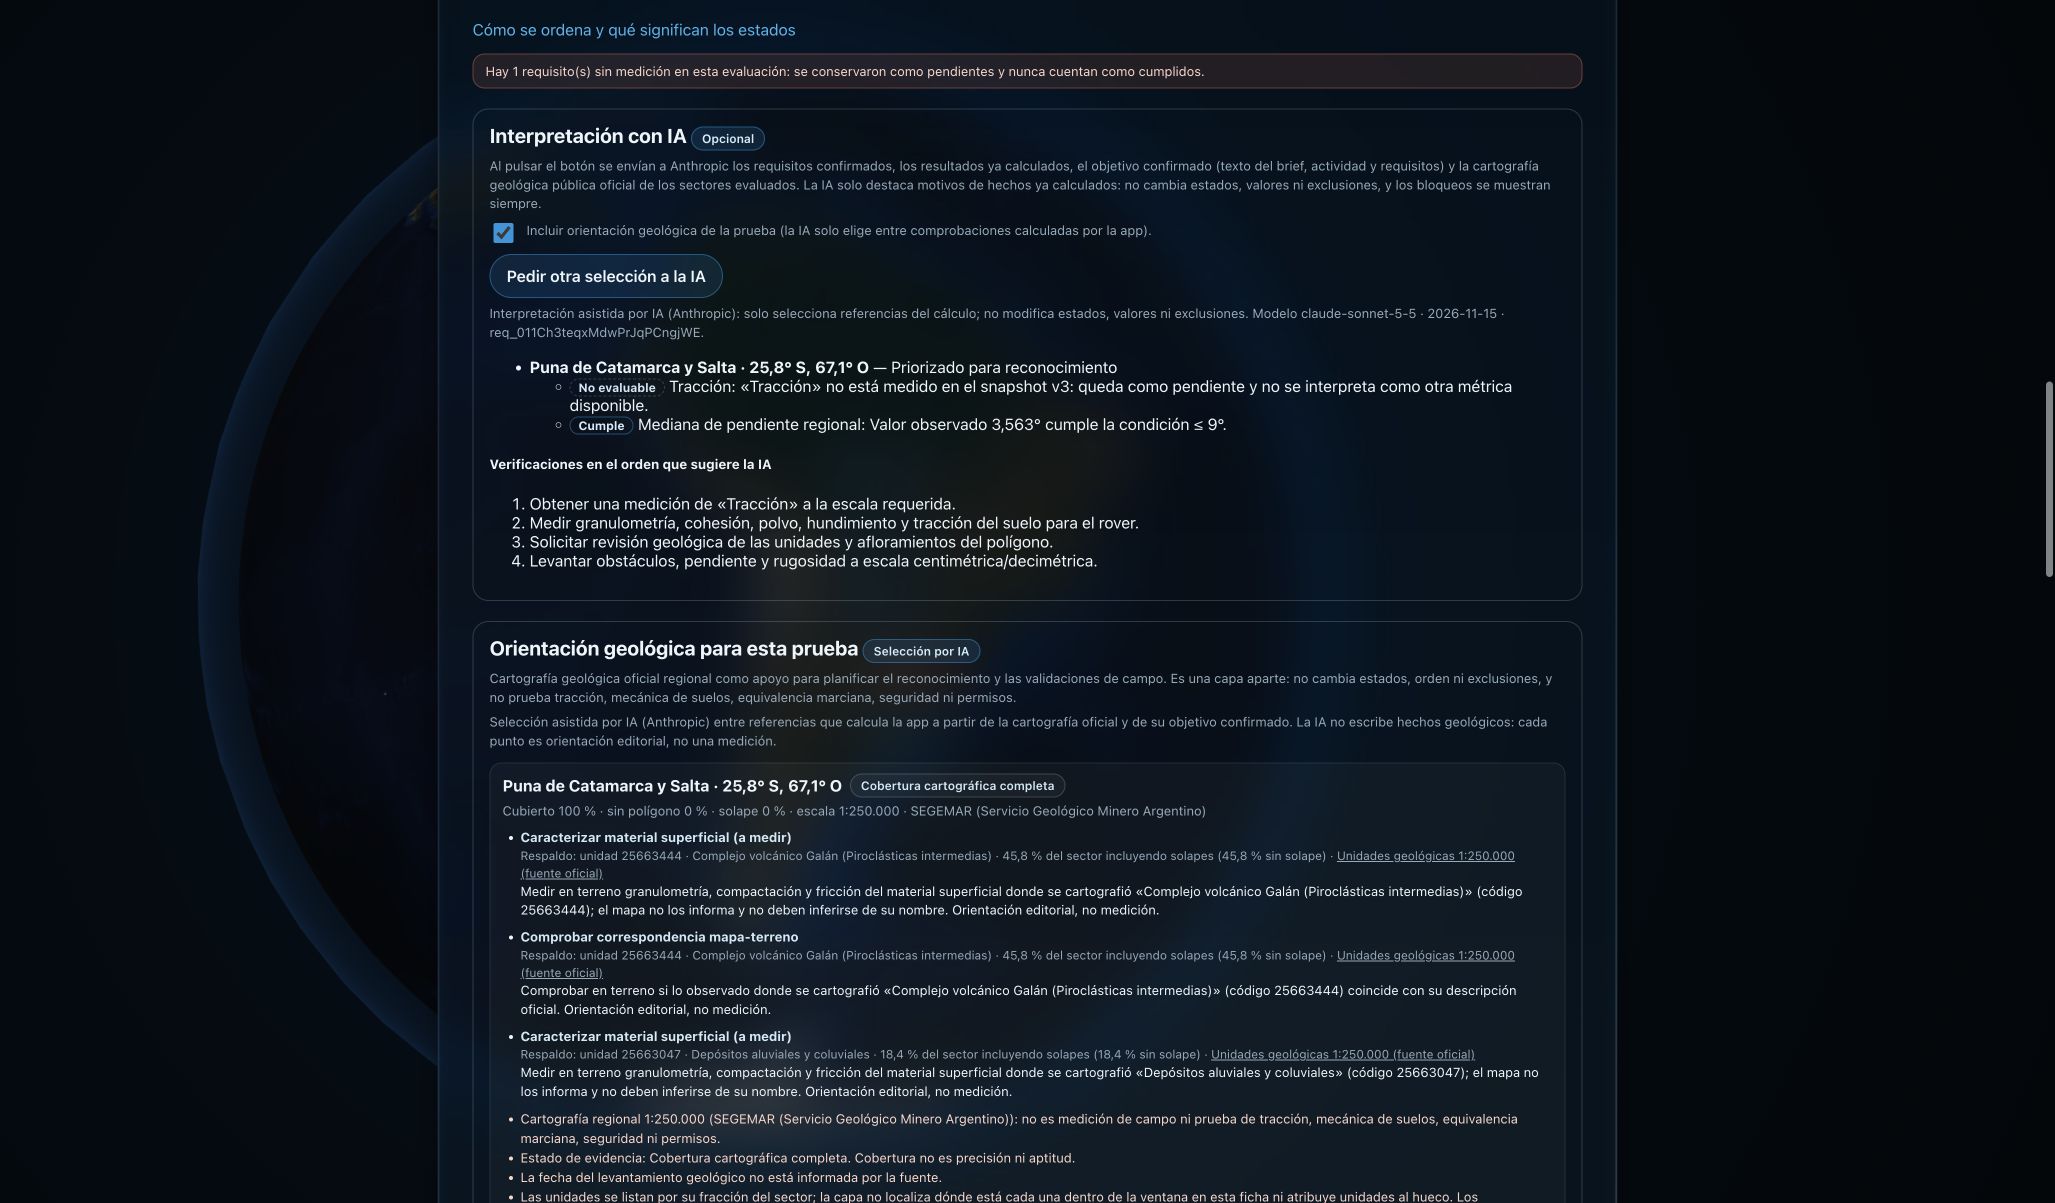 Cómo se ordena y qué significan los estados
Hay 1 requisito(s) sin medición en esta evaluación: se conservaron como pendientes y nunca cuentan como cumplidos.
Interpretación con IA Opcional
Al pulsar el botón se envían a Anthropic los requisitos confirmados, los resultados ya calculados, el objetivo confirmado (texto del brief, actividad y requisitos) y la cartografía
geológica pública oficial de los sectores evaluados. La IA solo destaca motivos de hechos ya calculados: no cambia estados, valores ni exclusiones, y los bloqueos se muestran
siempre.
Incluir orientación geológica de la prueba (la IA solo elige entre comprobaciones calculadas por la app).
Pedir otra selección a la IA
Interpretación asistida por IA (Anthropic): solo selecciona referencias del cálculo; no modifica estados, valores ni exclusiones. Modelo claude-sonnet-5-5 · 2026-11-15 ·
req_011Ch3teqxMdwPrJqPCngjWE.
• Puna de Catamarca y Salta · 25,8° S, 67,1° O — Priorizado para reconocimiento
◦ No evaluable Tracción: «Tracción» no está medido en el snapshot v3: queda como pendiente y no se interpreta como otra métrica
disponible.
◦ Cumple Mediana de pendiente regional: Valor observado 3,563° cumple la condición ≤ 9°.
Verificaciones en el orden que sugiere la IA
1. Obtener una medición de «Tracción» a la escala requerida.
2. Medir granulometría, cohesión, polvo, hundimiento y tracción del suelo para el rover.
3. Solicitar revisión geológica de las unidades y afloramientos del polígono.
4. Levantar obstáculos, pendiente y rugosidad a escala centimétrica/decimétrica.
Orientación geológica para esta prueba Selección por IA
Cartografía geológica oficial regional como apoyo para planificar el reconocimiento y las validaciones de campo. Es una capa aparte: no cambia estados, orden ni exclusiones, y
no prueba tracción, mecánica de suelos, equivalencia marciana, seguridad ni permisos.
Selección asistida por IA (Anthropic) entre referencias que calcula la app a partir de la cartografía oficial y de su objetivo confirmado. La IA no escribe hechos geológicos: cada
punto es orientación editorial, no una medición.
Puna de Catamarca y Salta · 25,8° S, 67,1° O Cobertura cartográfica completa
Cubierto 100 % · sin polígono 0 % · solape 0 % · escala 1:250.000 · SEGEMAR (Servicio Geológico Minero Argentino)
• Caracterizar material superficial (a medir)
Respaldo: unidad 25663444 · Complejo volcánico Galán (Piroclásticas intermedias) · 45,8 % del sector incluyendo solapes (45,8 % sin solape) · Unidades geológicas 1:250.000
(fuente oficial)
Medir en terreno granulometría, compactación y fricción del material superficial donde se cartografió «Complejo volcánico Galán (Piroclásticas intermedias)» (código
25663444); el mapa no los informa y no deben inferirse de su nombre. Orientación editorial, no medición.
• Comprobar correspondencia mapa-terreno
Respaldo: unidad 25663444 · Complejo volcánico Galán (Piroclásticas intermedias) · 45,8 % del sector incluyendo solapes (45,8 % sin solape) · Unidades geológicas 1:250.000
(fuente oficial)
Comprobar en terreno si lo observado donde se cartografió «Complejo volcánico Galán (Piroclásticas intermedias)» (código 25663444) coincide con su descripción
oficial. Orientación editorial, no medición.
• Caracterizar material superficial (a medir)
Respaldo: unidad 25663047 · Depósitos aluviales y coluviales · 18,4 % del sector incluyendo solapes (18,4 % sin solape) · Unidades geológicas 1:250.000 (fuente oficial)
Medir en terreno granulometría, compactación y fricción del material superficial donde se cartografió «Depósitos aluviales y coluviales» (código 25663047); el mapa no
los informa y no deben inferirse de su nombre. Orientación editorial, no medición.
• Cartografía regional 1:250.000 (SEGEMAR (Servicio Geológico Minero Argentino)): no es medición de campo ni prueba de tracción, mecánica de suelos, equivalencia
marciana, seguridad ni permisos.
• Estado de evidencia: Cobertura cartográfica completa. Cobertura no es precisión ni aptitud.
• La fecha del levantamiento geológico no está informada por la fuente.
• Las unidades se listan por su fracción del sector; la capa no localiza dónde está cada una dentro de la ventana en esta ficha ni atribuye unidades al hueco. Los